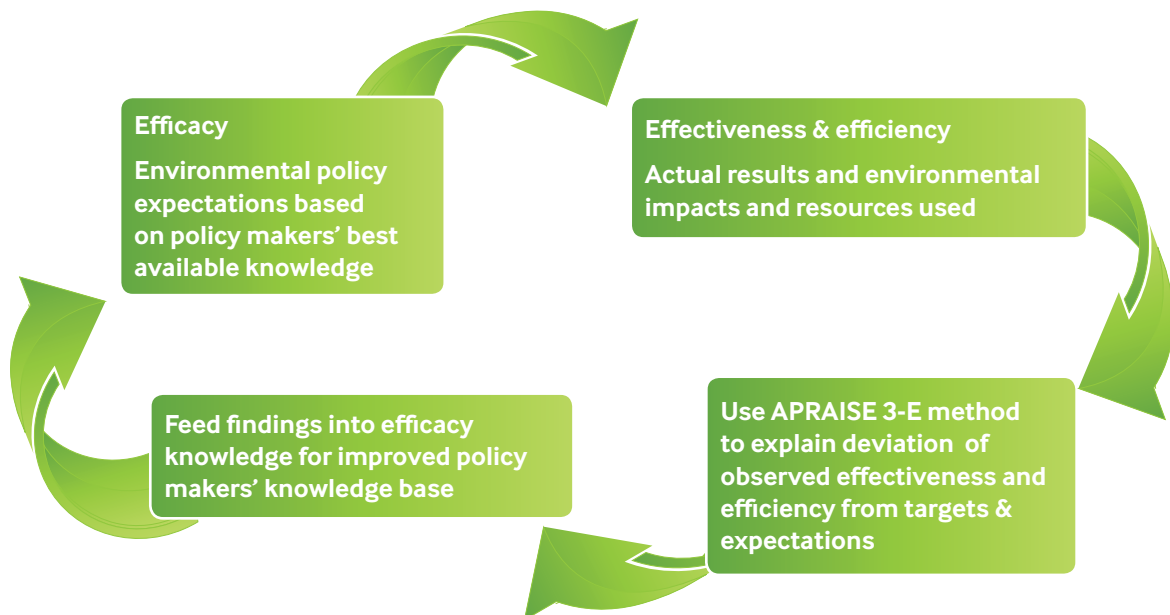 Efficacy
Environmental policy
expectations based
on policy makers’ best
available knowledge
Effectiveness & efficiency
Actual results and environmental
impacts and resources used
Use APRAISE 3-E method
to explain deviation of
observed effectiveness and
efficiency from targets &
expectations
Feed findings into efficacy
knowledge for improved policy
makers’ knowledge base